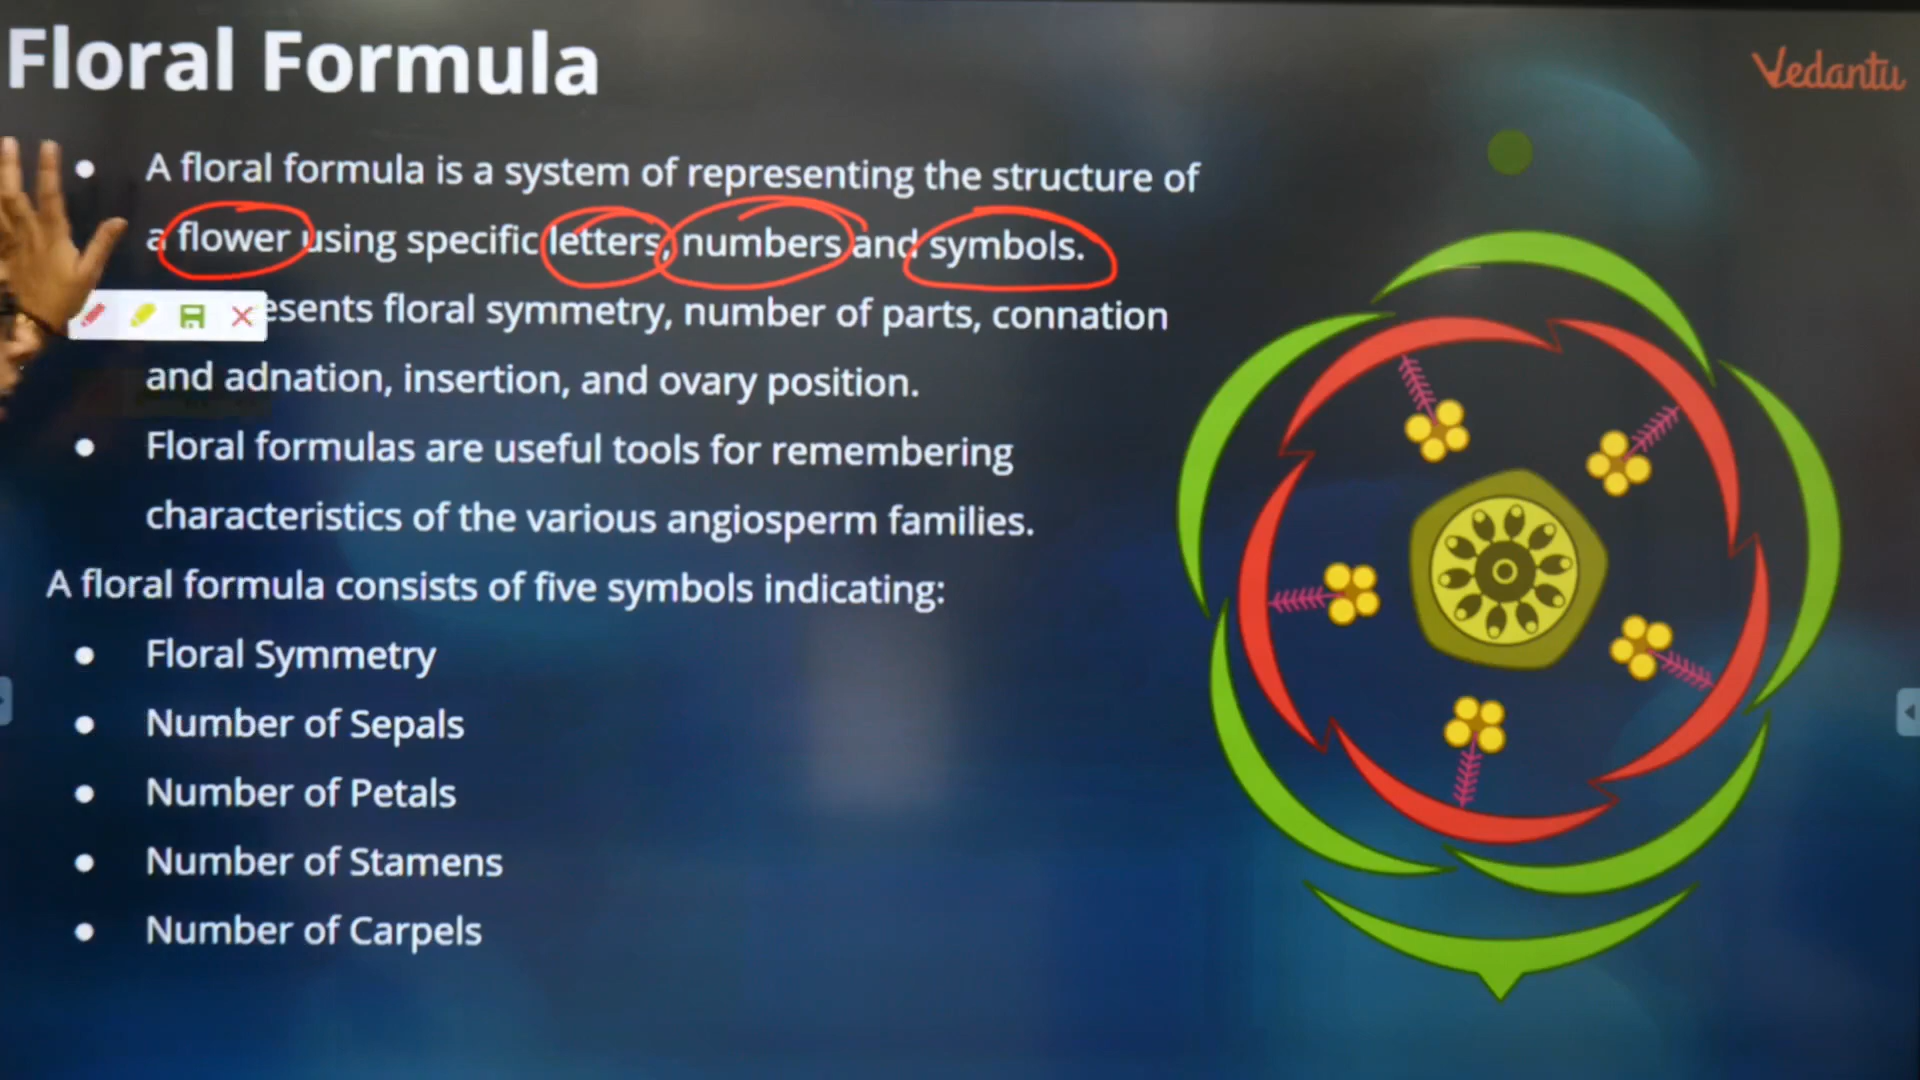 Floral Formula
Vedantu
• A floral formula is a system of representing the structure of
a flower using specific letters, numbers and symbols.
esents floral symmetry, number of parts, connation
and adnation, insertion, and ovary position.
• Floral formulas are useful tools for remembering
characteristics of the various angiosperm families.
A floral formula consists of five symbols indicating:
• Floral Symmetry
• Number of Sepals
• Number of Petals
• Number of Stamens
• Number of Carpels